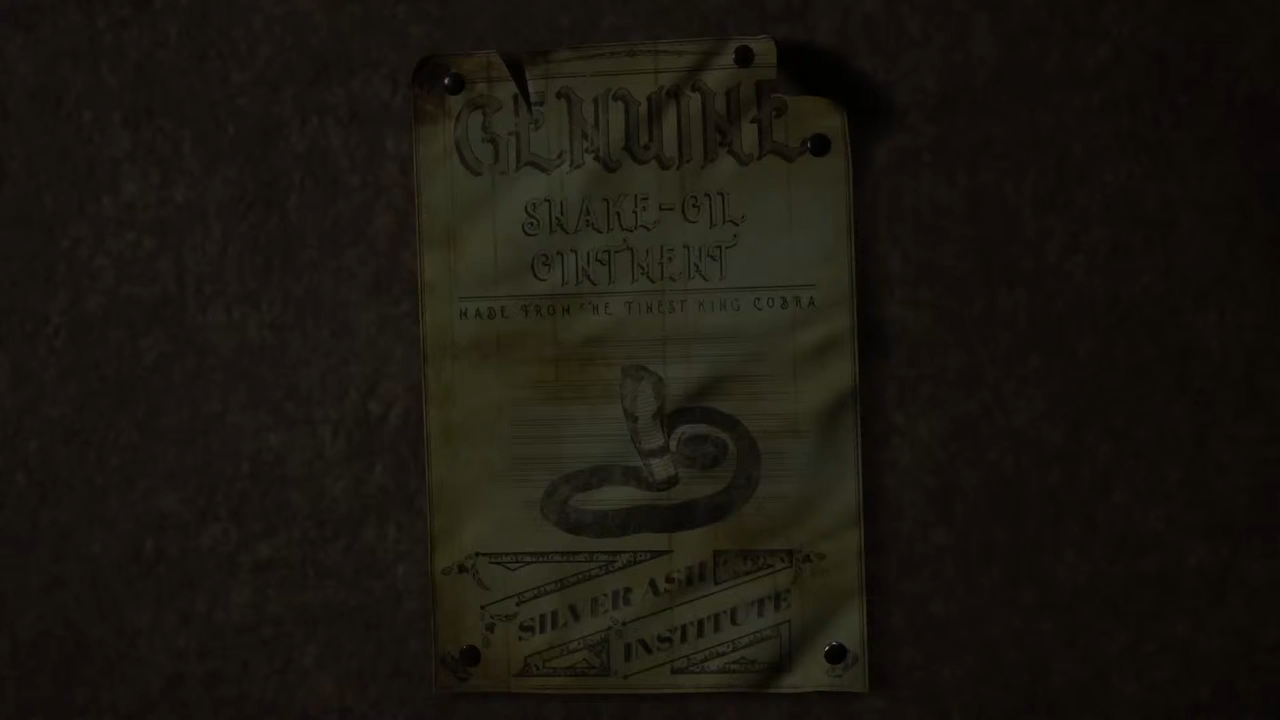 GENUINE
SNAKE-OIL
OINTMENT
MADE FROM THE FINEST KING COBRA
SILVER ASH
INSTITUTE